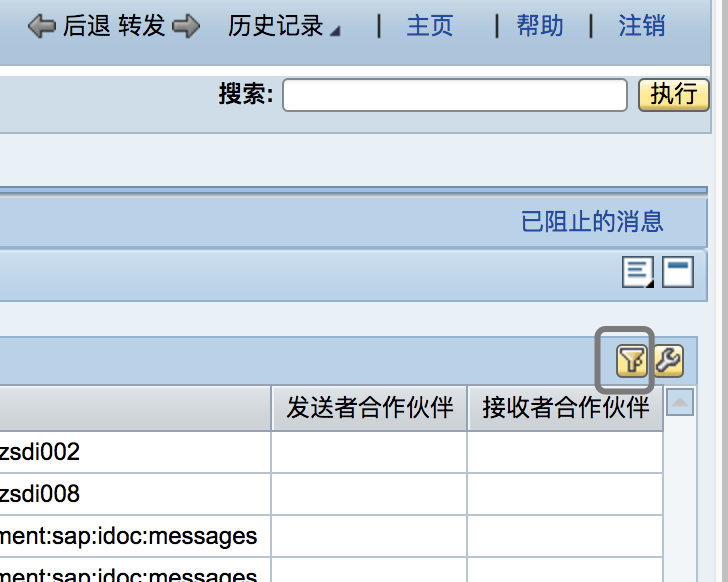 后退 转发 历史记录 | 主页 | 帮助 | 注销
搜索: 执行
已阻止的消息
发送者合作伙伴 接收者合作伙伴
zsdi002
zsdi008
ment:sap:idoc:messages
ment:sap:idoc:messages